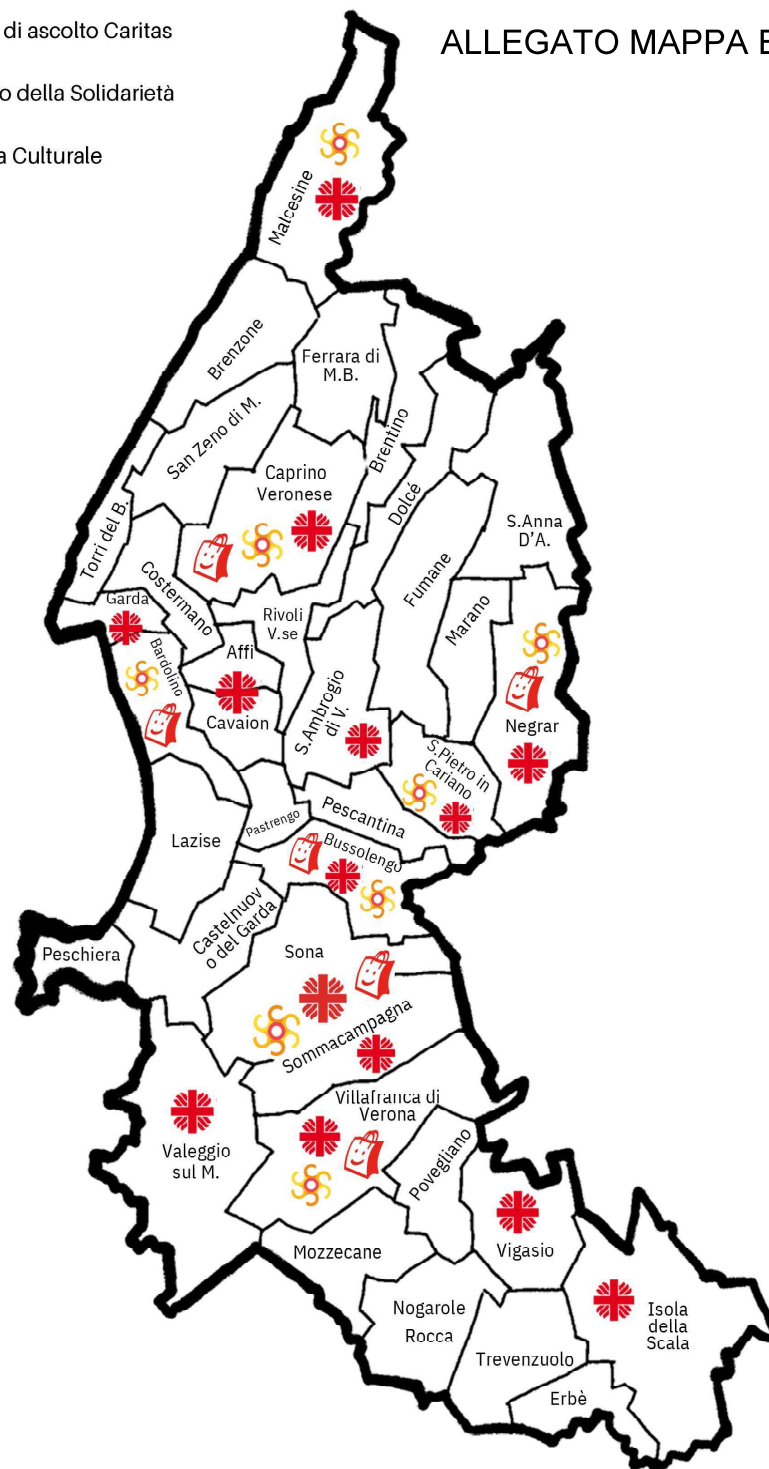 di ascolto Caritas
ALLEGATO MAPPA E
o della Solidarietà
a Culturale
Malcesine
Brenzone
Ferrara di
M.B.
San Zeno di M.
Brentino
Caprino
Veronese
Torri del B.
Dolcé
S.Anna
D'A.
Costermano
Fumane
Garda
Rivoli
V.se
Marano
Affi
Bardolino
Cavaion
S.Ambrogio
di V.
Negrar
S.Pietro in
Cariano
Pastrengo
Pescantina
Lazise
Bussolengo
Castelnuov
o del Garda
Peschiera
Sona
Sommacampagna
Villafranca di
Verona
Valeggio
sul M.
Povegliano
Mozzecane
Vigasio
Nogarole
Rocca
Isola
della
Scala
Trevenzuolo
Erbè